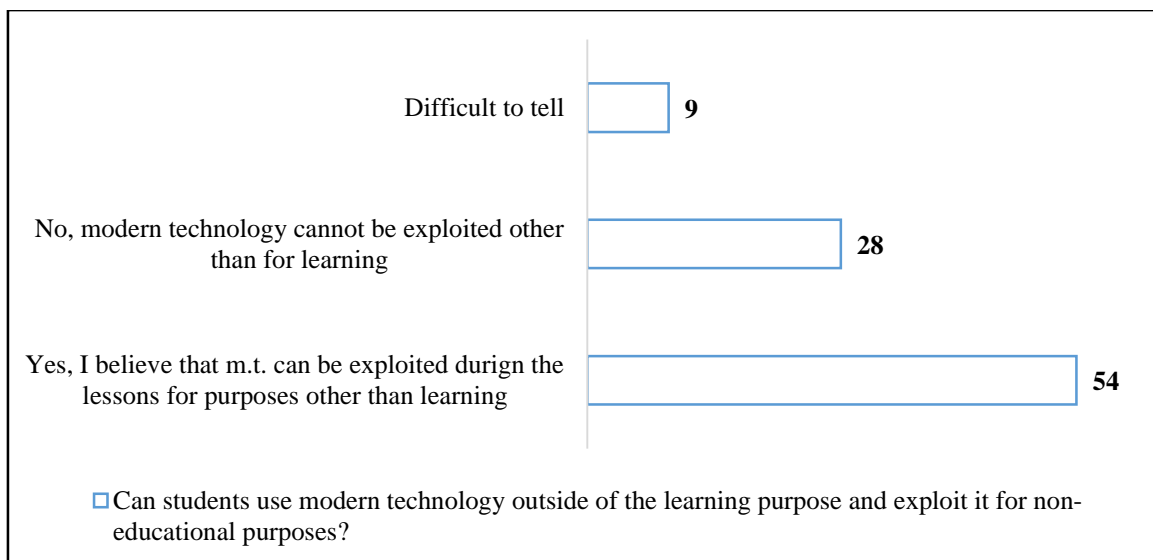 Difficult to tell
9
No, modern technology cannot be exploited other
than for learning
28
Yes, I believe that m.t. can be exploited durign the
lessons for purposes other than learning
54
Can students use modern technology outside of the learning purpose and exploit it for non-
educational purposes?